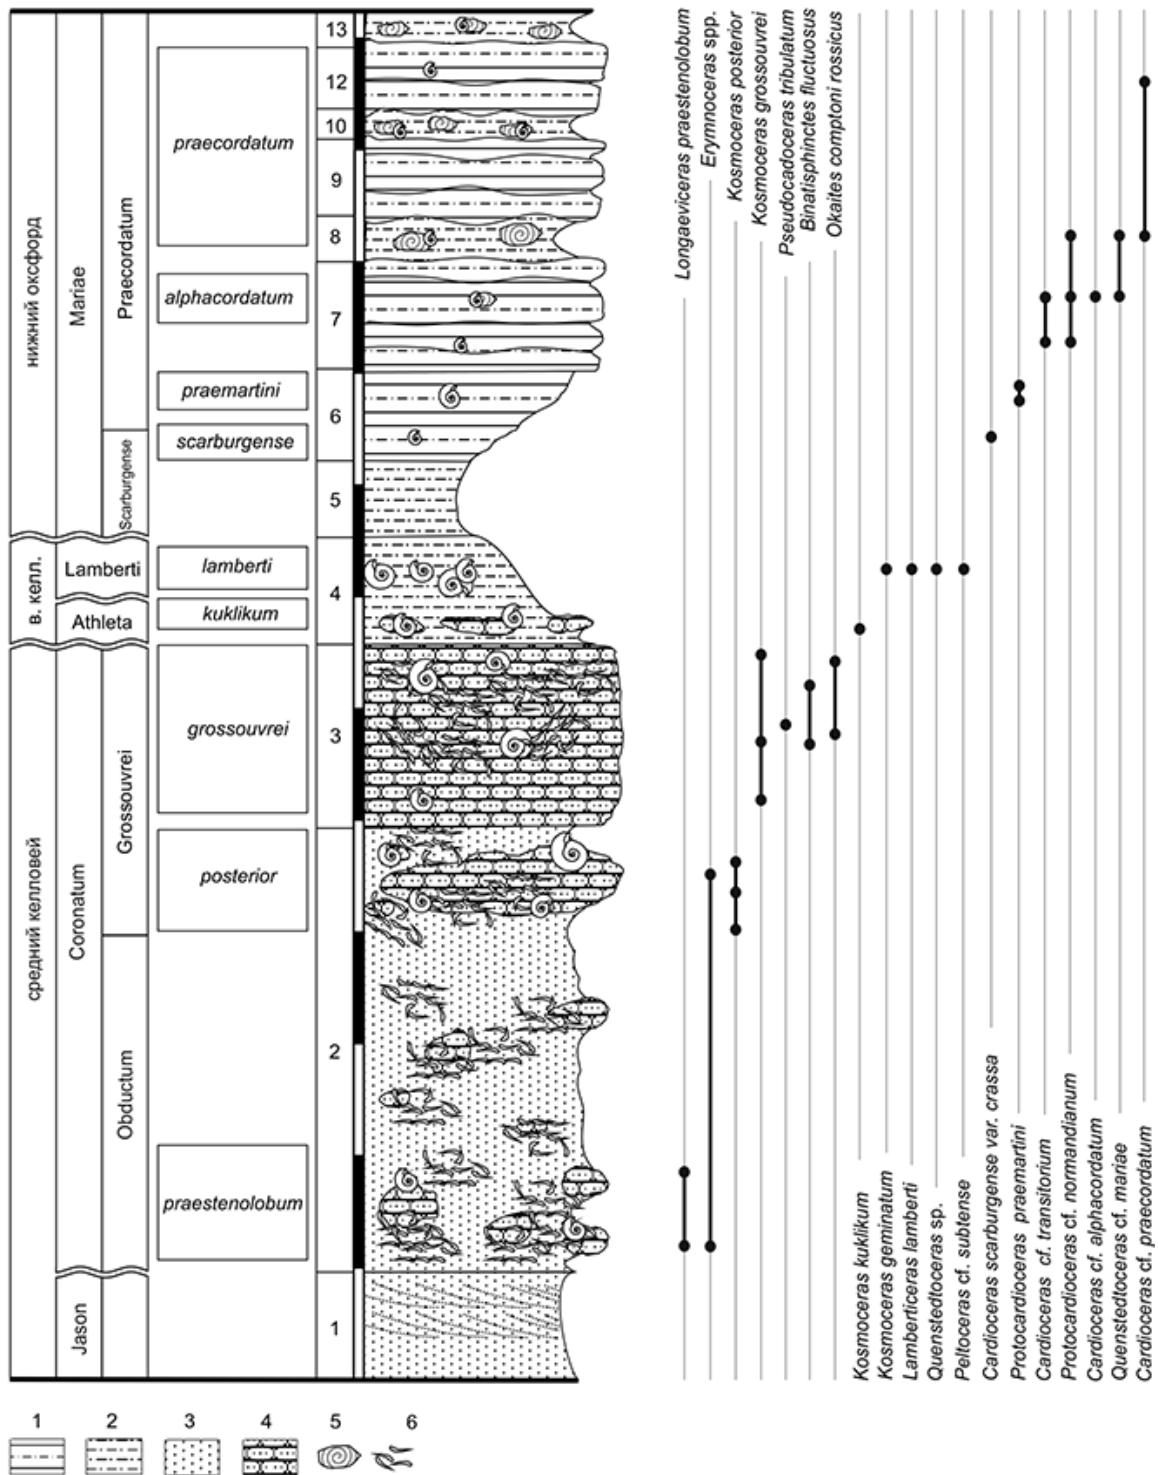 нижний оксфорд
в. келл.
средний келловей
Mariae
Lamberti
Athleta
Coronatum
Jason
Praecordatum
Scarburgense
Grossouvrei
Obductum
praecordatum
alphacordatum
praemartini
scarburgense
lamberti
kuklikum
grossouvrei
posterior
praestenolobum
13
12
10
9
8
7
6
5
4
3
2
1
Longaeviceras praestenolobum
Erymnoceras spp.
Kosmoceras posterior
Kosmoceras grossouvrei
Pseudocadoceras tribulatum
Binatisphinctes fluctuosus
Okaites comptoni rossicus
Kosmoceras kuklikum
Kosmoceras geminatum
Lamberticeras lamberti
Quenstedtoceras sp.
Peltoceras cf. subtense
Cardioceras scarburgense var. crassa
Protocardioceras praemartini
Cardioceras cf. transitorium
Protocardioceras cf. normandianum
Cardioceras cf. alphacordatum
Quenstedtoceras cf. mariae
Cardioceras cf. praecordatum
1 2 3 4 5 6